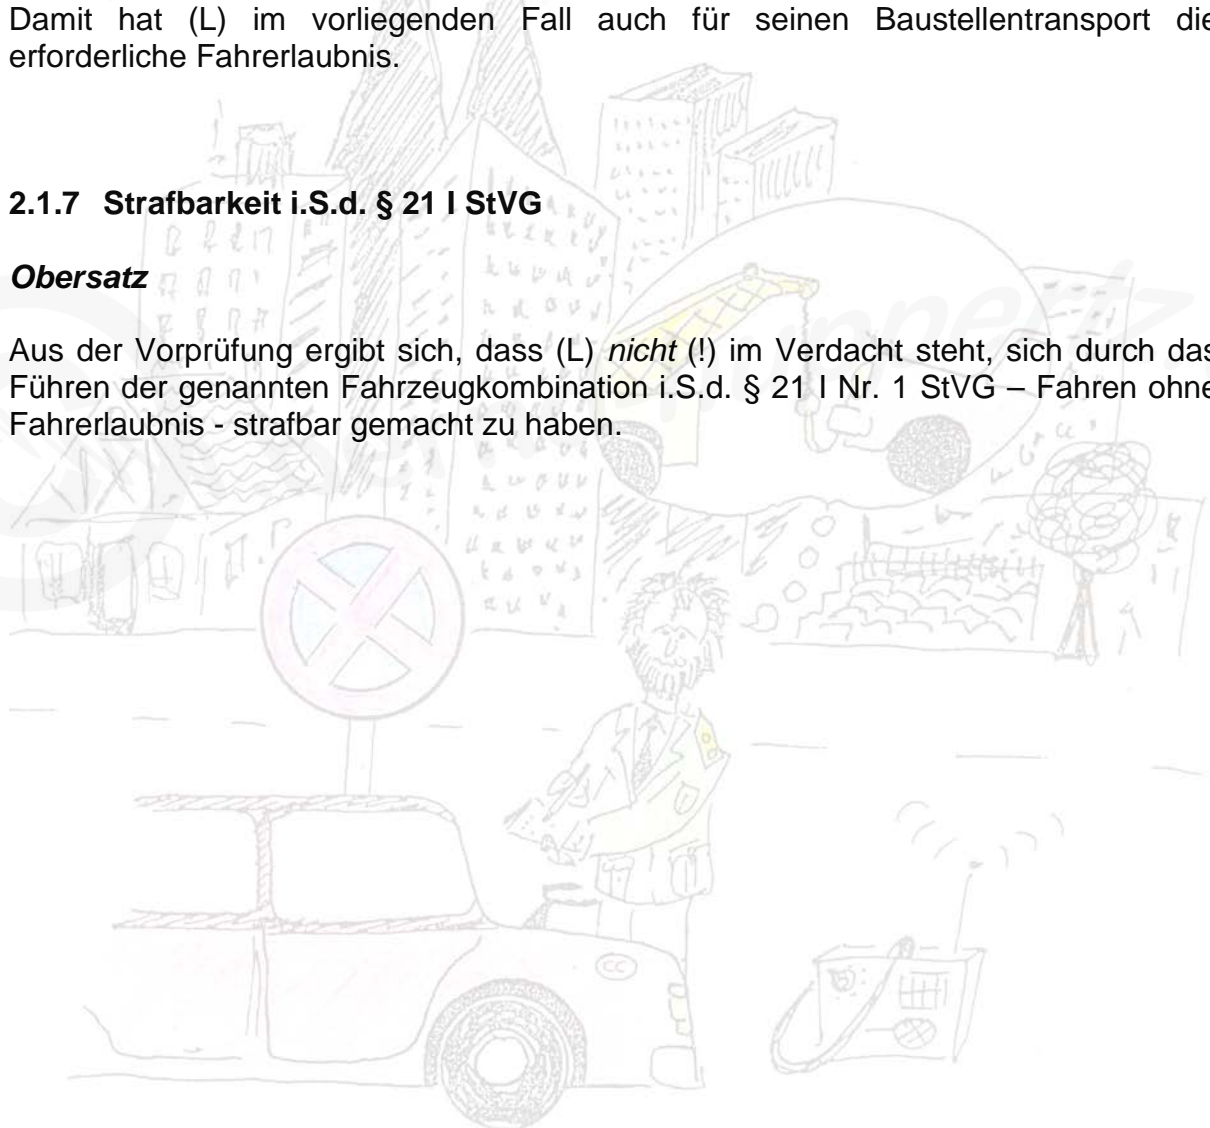 Damit hat (L) im vorliegenden Fall auch für seinen Baustellentransport die
erforderliche Fahrerlaubnis.
2.1.7 Strafbarkeit i.S.d. § 21 I StVG
Obersatz
Aus der Vorprüfung ergibt sich, dass (L) nicht (!) im Verdacht steht, sich durch das
Führen der genannten Fahrzeugkombination i.S.d. § 21 I Nr. 1 StVG – Fahren ohne
Fahrerlaubnis - strafbar gemacht zu haben.
CC